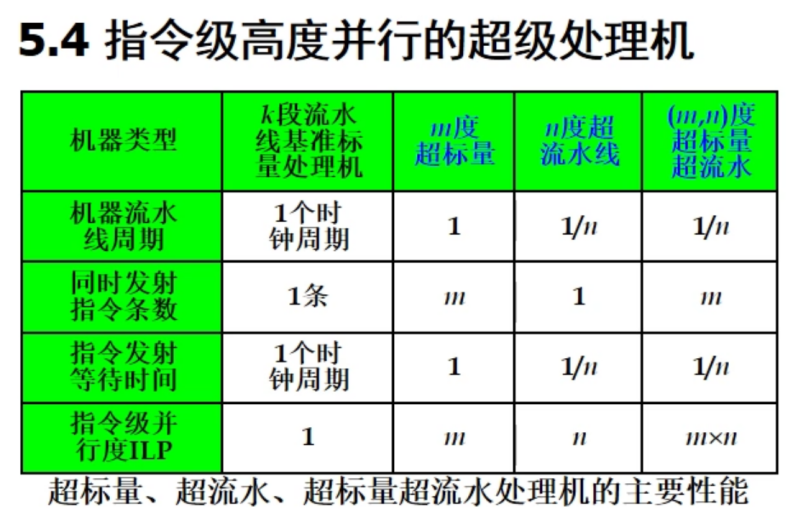 5.4 指令级高度并行的超级处理机
机器类型
k段流水
线基准标
量处理机
m度
超标量
n度超
流水线
(m,n)度
超标量
超流水
机器流水
线周期
1个时
钟周期
1
1/n
1/n
同时发射
指令条数
1条
m
1
m
指令发射
等待时间
1个时
钟周期
1
1/n
1/n
指令级并
行度ILP
1
m
n
m×n
超标量、超流水、超标量超流水处理机的主要性能